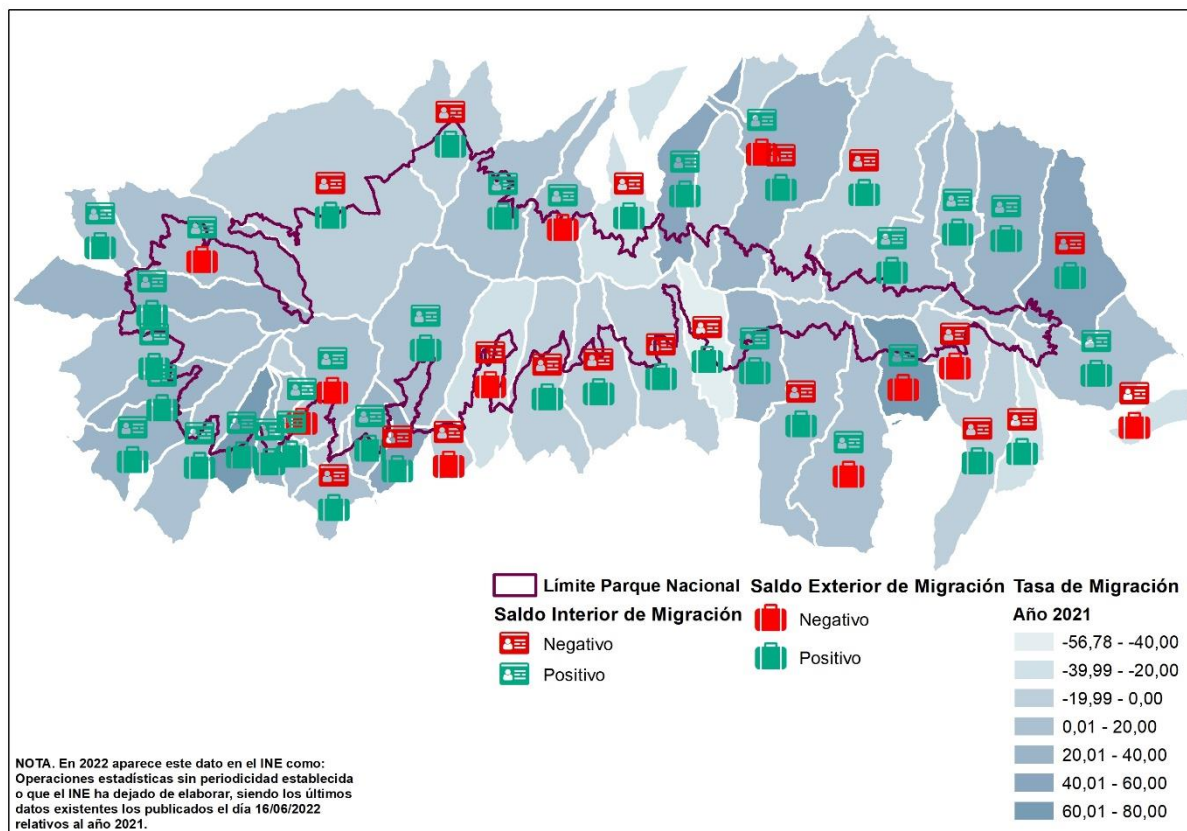 Límite Parque Nacional
Saldo Interior de Migración
Negativo
Positivo
Saldo Exterior de Migración
Negativo
Positivo
Tasa de Migración
Año 2021
-56,78 - -40,00
-39,99 - -20,00
-19,99 - 0,00
0,01 - 20,00
20,01 - 40,00
40,01 - 60,00
60,01 - 80,00
NOTA. En 2022 aparece este dato en el INE como:
Operaciones estadísticas sin periodicidad establecida
o que el INE ha dejado de elaborar, siendo los últimos
datos existentes los publicados el día 16/06/2022
relativos al año 2021.